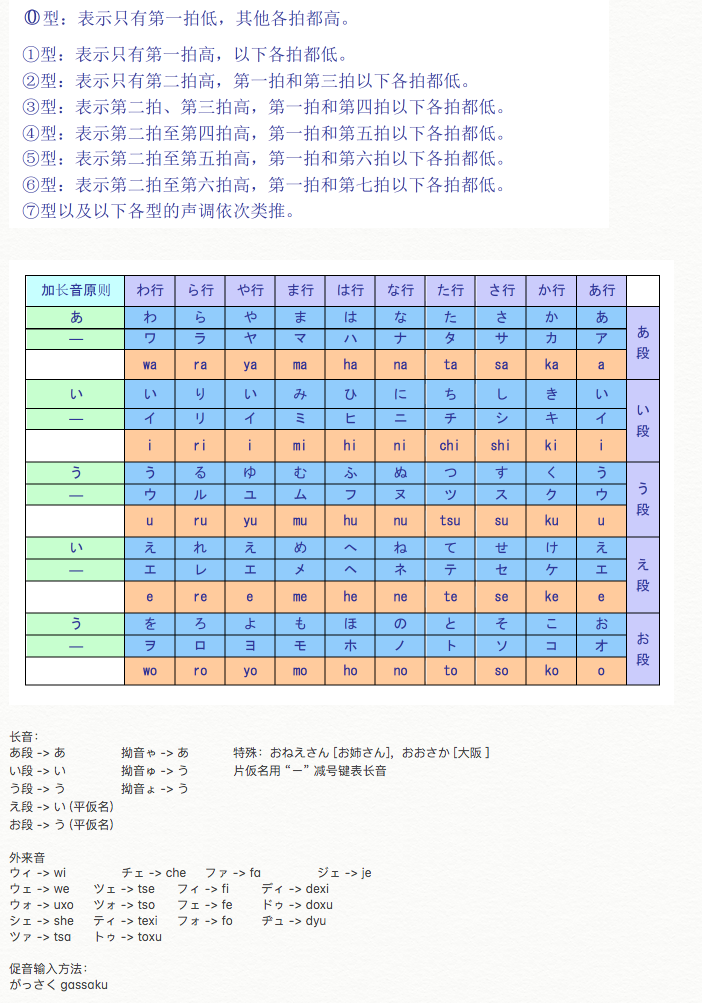 ⓪型：表示只有第一拍低，其他各拍都高。
①型：表示只有第一拍高，以下各拍都低。
②型：表示只有第二拍高，第一拍和第三拍以下各拍都低。
③型：表示第二拍、第三拍高，第一拍和第四拍以下各拍都低。
④型：表示第二拍至第四拍高，第一拍和第五拍以下各拍都低。
⑤型：表示第二拍至第五拍高，第一拍和第六拍以下各拍都低。
⑥型：表示第二拍至第六拍高，第一拍和第七拍以下各拍都低。
⑦型以及以下各型的声调依次类推。
加长音原则 わ行 ら行 や行 ま行 は行 な行 た行 さ行 か行 あ行
あ わ ら や ま は な た さ か あ あ段
— ワ ラ ヤ マ ハ ナ タ サ カ ア
wa ra ya ma ha na ta sa ka a
い い り い み ひ に ち し き い い段
— イ リ イ ミ ヒ ニ チ シ キ イ
i ri i mi hi ni chi shi ki i
う う る ゆ む ふ ぬ つ す く う う段
— ウ ル ユ ム フ ヌ ツ ス ク ウ
u ru yu mu hu nu tsu su ku u
い え れ え め へ ね て せ け え え段
— エ レ エ メ ヘ ネ テ セ ケ エ
e re e me he ne te se ke e
う を ろ よ も ほ の と そ こ お お段
— ヲ ロ ヨ モ ホ ノ ト ソ コ オ
wo ro yo mo ho no to so ko o
长音：
あ段 -> あ 拗音ゃ -> あ 特殊：おねえさん [お姉さん]，おおさか [大阪 ]
い段 -> い 拗音ゅ -> う 片仮名用 “ー” 减号键表长音
う段 -> う 拗音ょ -> う
え段 -> い (平仮名)
お段 -> う (平仮名)
外来音
ウィ -> wi チェ -> che ファ -> fa ジェ -> je
ウェ -> we ツェ -> tse フィ -> fi ディ -> dexi
ウォ -> uxo ツォ -> tso フェ -> fe ドゥ -> doxu
シェ -> she ティ -> texi フォ -> fo デュ -> dyu
ツァ -> tsa トゥ -> toxu
促音输入方法：
がっさく gassaku